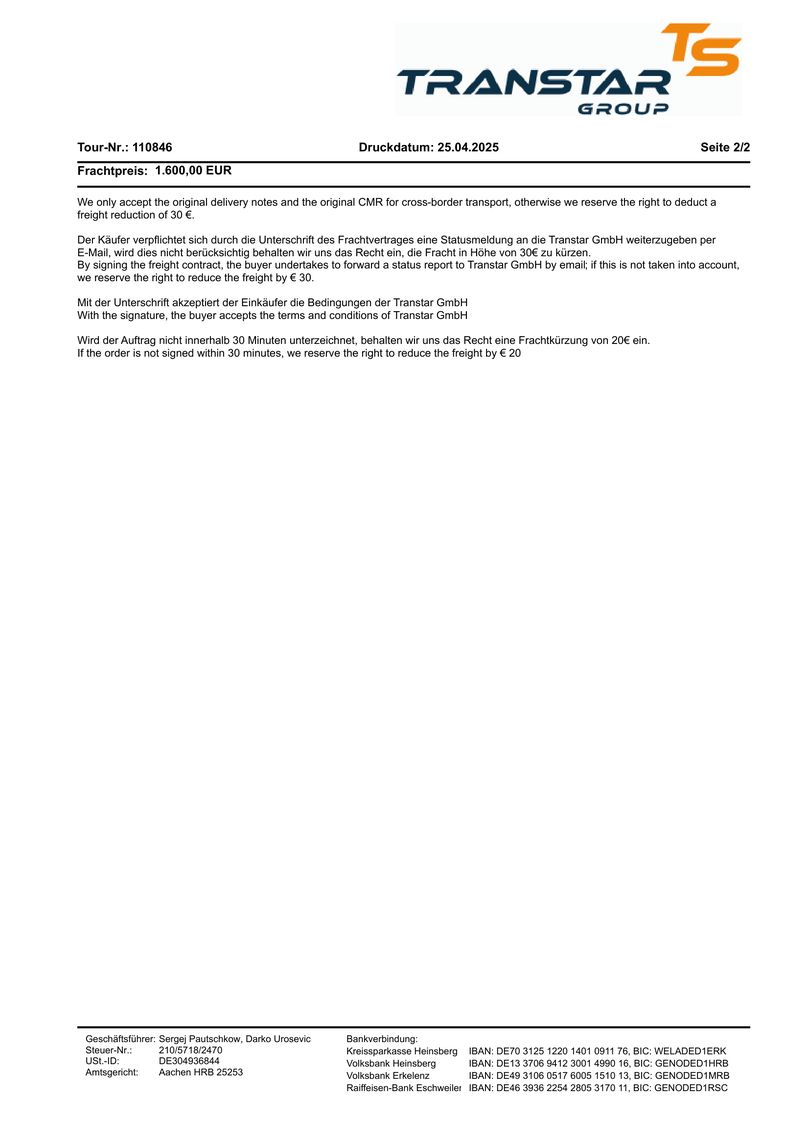 TS
TRANSTAR
GROUP
Tour-Nr.: 110846 Druckdatum: 25.04.2025 Seite 2/2
Frachtpreis: 1.600,00 EUR
We only accept the original delivery notes and the original CMR for cross-border transport, otherwise we reserve the right to deduct a
freight reduction of 30 €.
Der Käufer verpflichtet sich durch die Unterschrift des Frachtvertrages eine Statusmeldung an die Transtar GmbH weiterzugeben per
E-Mail, wird dies nicht berücksichtig behalten wir uns das Recht ein, die Fracht in Höhe von 30€ zu kürzen.
By signing the freight contract, the buyer undertakes to forward a status report to Transtar GmbH by email; if this is not taken into account,
we reserve the right to reduce the freight by € 30.
Mit der Unterschrift akzeptiert der Einkäufer die Bedingungen der Transtar GmbH
With the signature, the buyer accepts the terms and conditions of Transtar GmbH
Wird der Auftrag nicht innerhalb 30 Minuten unterzeichnet, behalten wir uns das Recht eine Frachtkürzung von 20€ ein.
If the order is not signed within 30 minutes, we reserve the right to reduce the freight by € 20
Geschäftsführer: Sergej Pautschkow, Darko Urosevic
Steuer-Nr.: 210/5718/2470
USt.-ID: DE304936844
Amtsgericht: Aachen HRB 25253
Bankverbindung:
Kreissparkasse Heinsberg IBAN: DE70 3125 1220 1401 0911 76, BIC: WELADED1ERK
Volksbank Heinsberg IBAN: DE13 3706 9412 3001 4990 16, BIC: GENODED1HRB
Volksbank Erkelenz IBAN: DE49 3106 0517 6005 1510 13, BIC: GENODED1MRB
Raiffeisen-Bank Eschweiler IBAN: DE46 3936 2254 2805 3170 11, BIC: GENODED1RSC